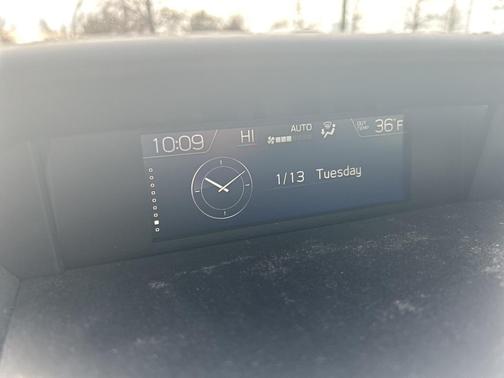 10:09 HI AUTO OUT TEMP 36°F
1/13 Tuesday